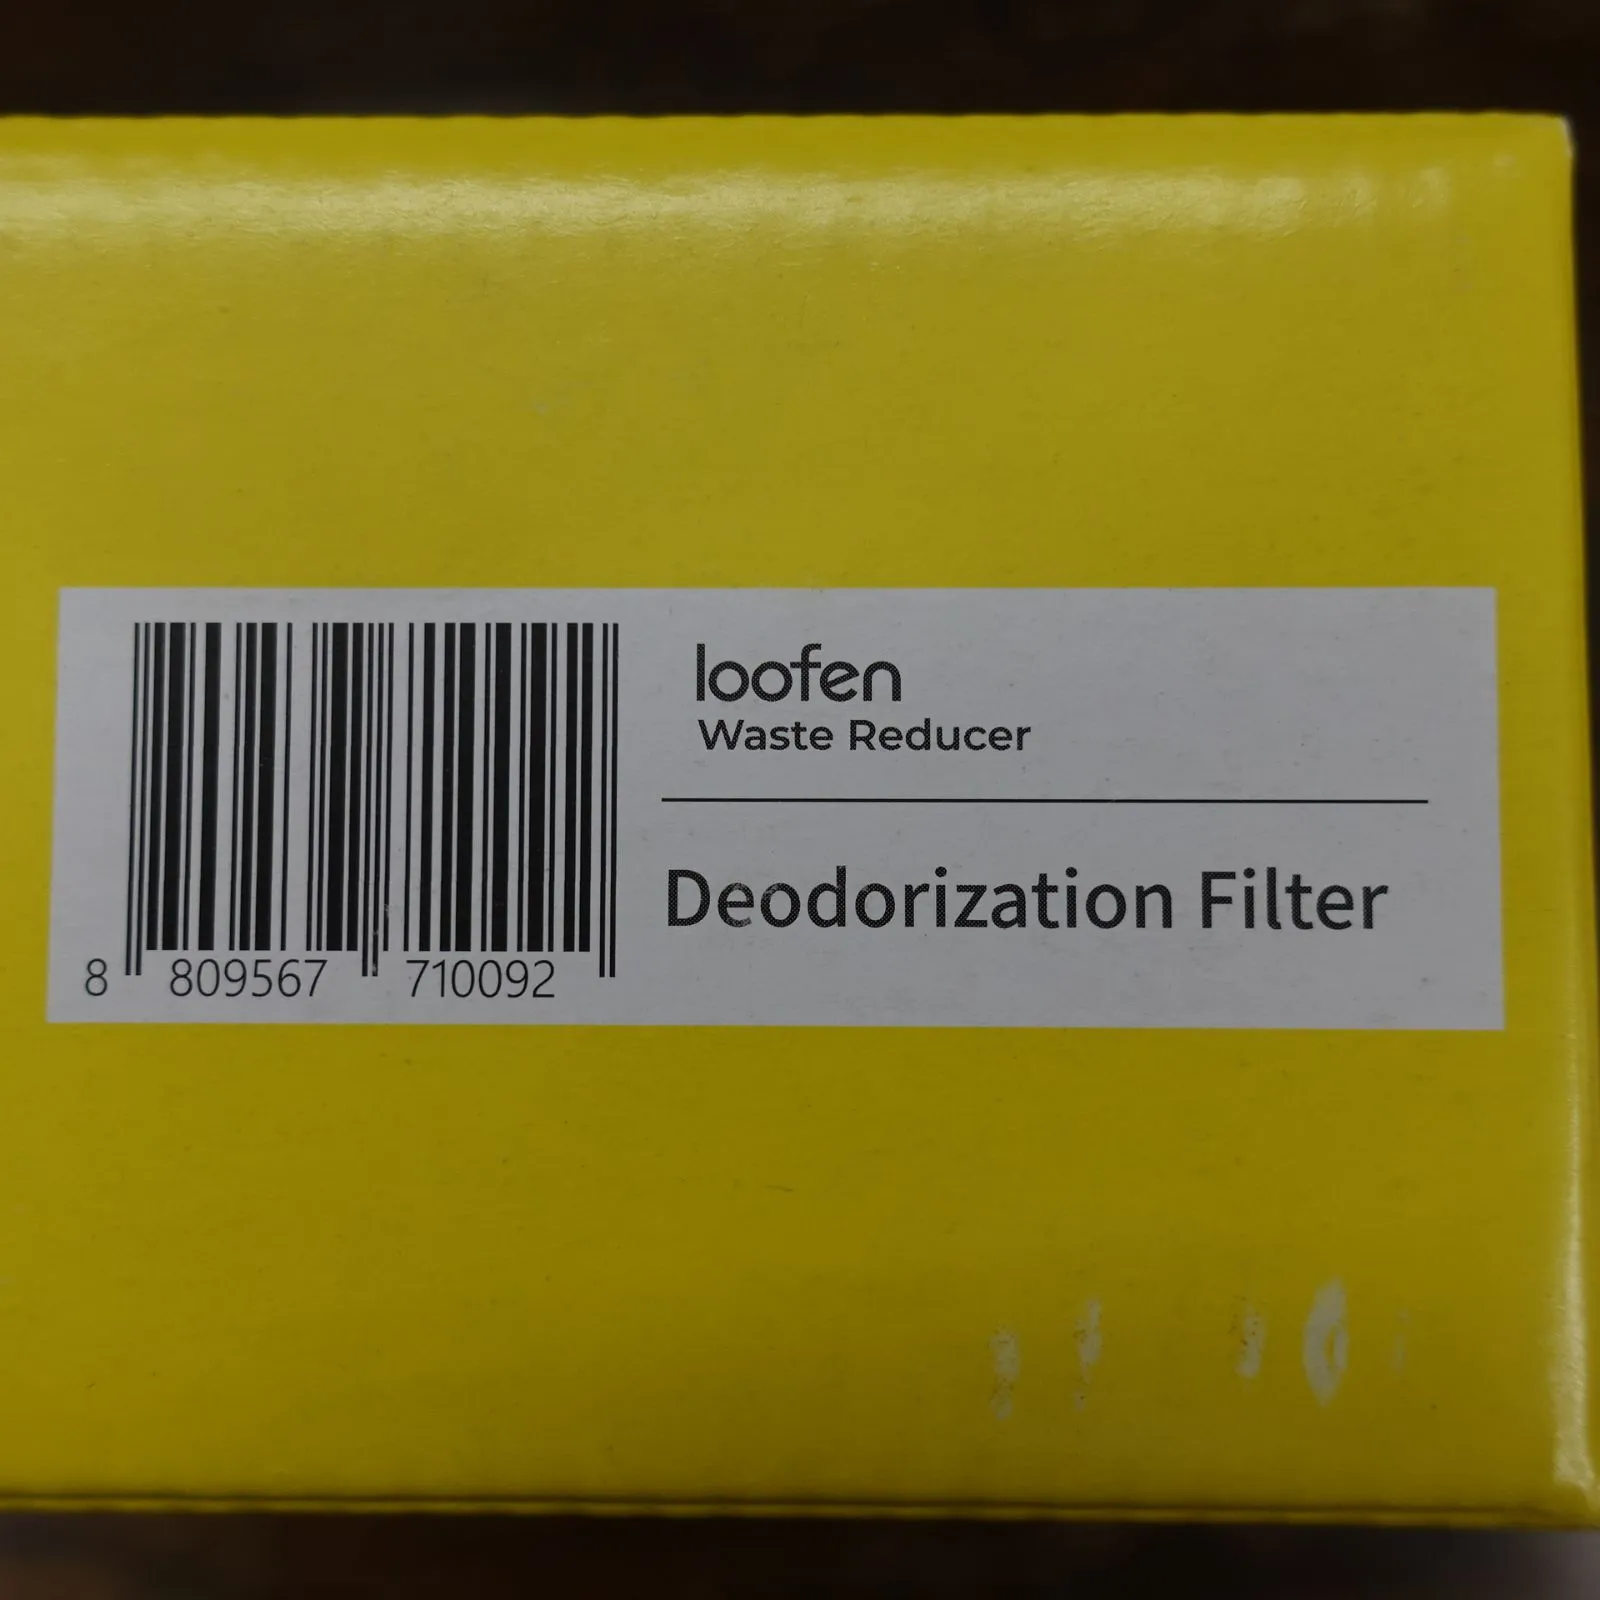 loofen
Waste Reducer
Deodorization Filter
8 809567 710092